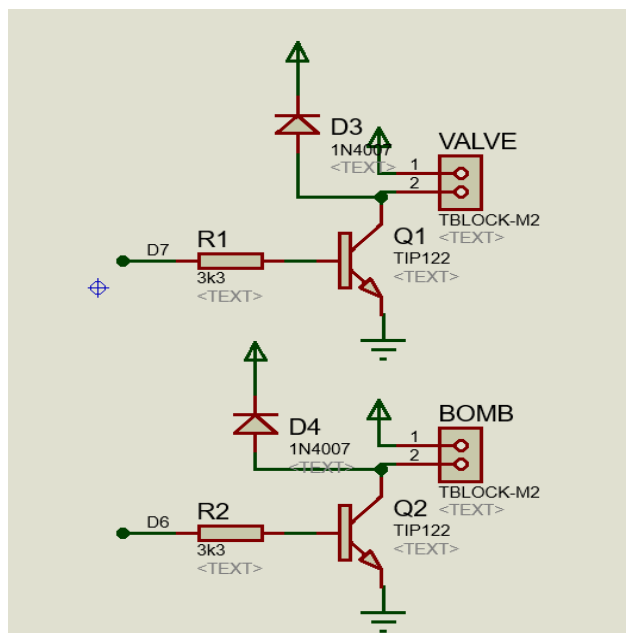 D3
1N4007
<TEXT>
VALVE
1
2
TBLOCK-M2
<TEXT>
D7
R1
3k3
<TEXT>
Q1
TIP122
<TEXT>
D4
1N4007
<TEXT>
BOMB
1
2
TBLOCK-M2
<TEXT>
D6
R2
3k3
<TEXT>
Q2
TIP122
<TEXT>